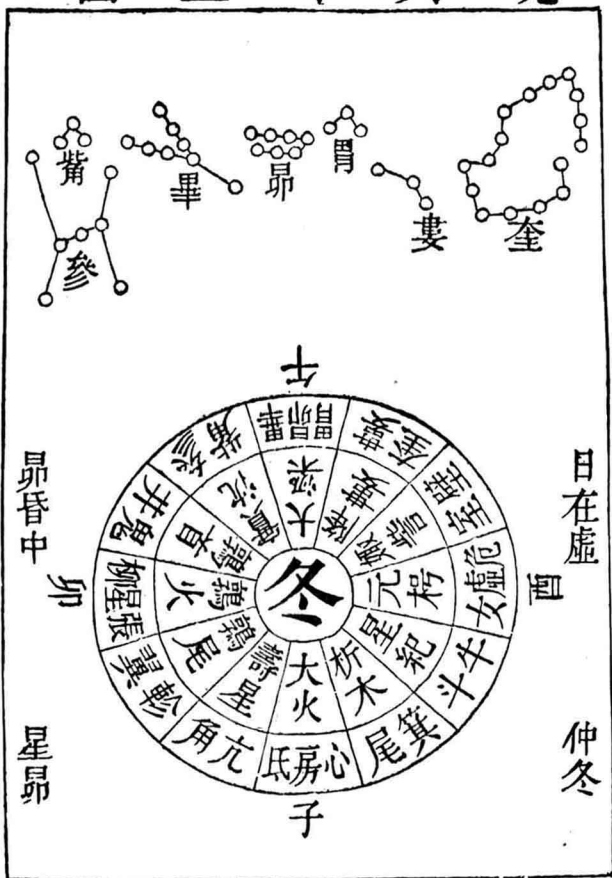 奎
婁
胃
昴
畢
觜
參
午
日在虛
昴昏中
酉
卯
仲冬
星昴
子
冬
大梁
降婁
娵訾
元枵
星紀
析木
大火
壽星
鶉尾
鶉火
鶉首
實沈
胃昴畢
奎婁
室壁
女虛危
斗牛
尾箕
氐房心
角亢
翼軫
柳星張
井鬼
觜參